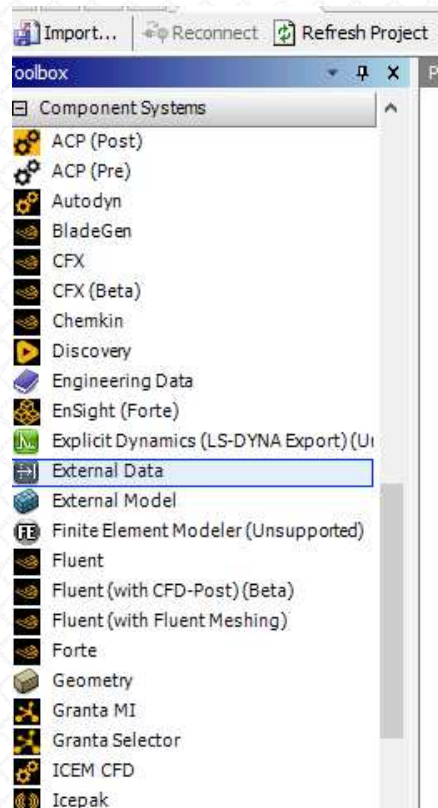 Import... Reconnect Refresh Project
oolbox P
Component Systems
ACP (Post)
ACP (Pre)
Autodyn
BladeGen
CFX
CFX (Beta)
Chemkin
Discovery
Engineering Data
EnSight (Forte)
Explicit Dynamics (LS-DYNA Export) (U
External Data
External Model
FE Finite Element Modeler (Unsupported)
Fluent
Fluent (with CFD-Post) (Beta)
Fluent (with Fluent Meshing)
Forte
Geometry
Granta MI
Granta Selector
ICEM CFD
Icepak